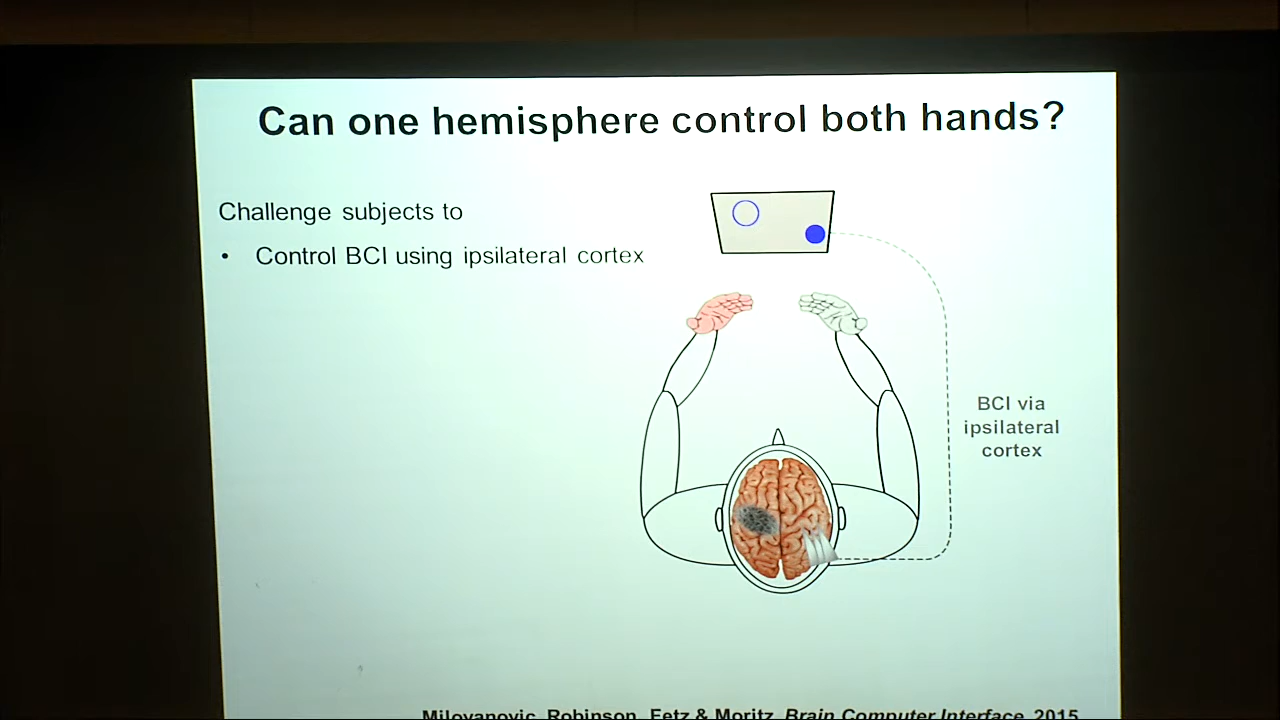 Can one hemisphere control both hands?
Challenge subjects to
• Control BCI using ipsilateral cortex
BCI via
ipsilateral
cortex
Milovanovic, Robinson, Fetz & Moritz, Brain Computer Interface, 2015